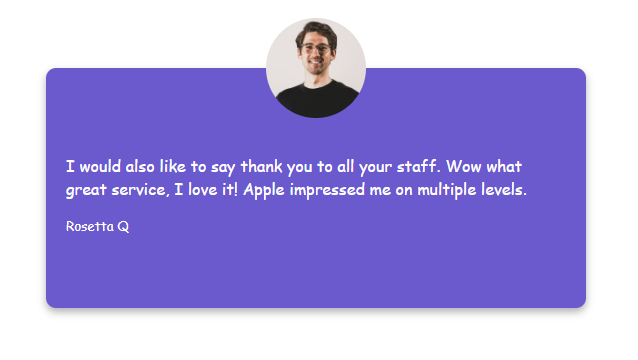 I would also like to say thank you to all your staff. Wow what
great service, I love it! Apple impressed me on multiple levels.
Rosetta Q